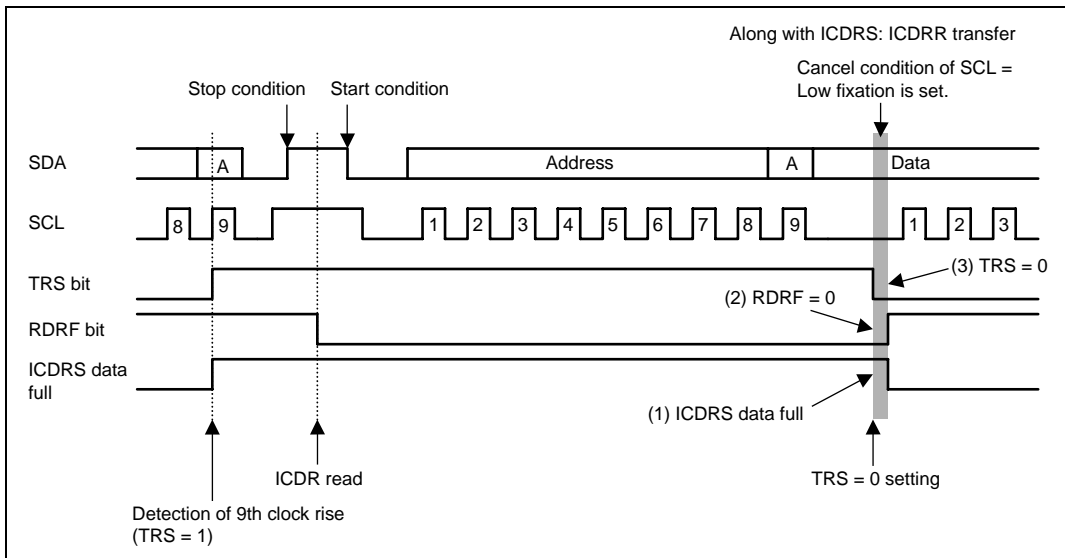 Along with ICDRS: ICDRR transfer
Cancel condition of SCL =
Low fixation is set.
Stop condition
Start condition
SDA
A
Address
A
Data
SCL
8
9
1
2
3
4
5
6
7
8
9
1
2
3
TRS bit
(3) TRS = 0
(2) RDRF = 0
RDRF bit
ICDRS data
full
(1) ICDRS data full
ICDR read
TRS = 0 setting
Detection of 9th clock rise
(TRS = 1)